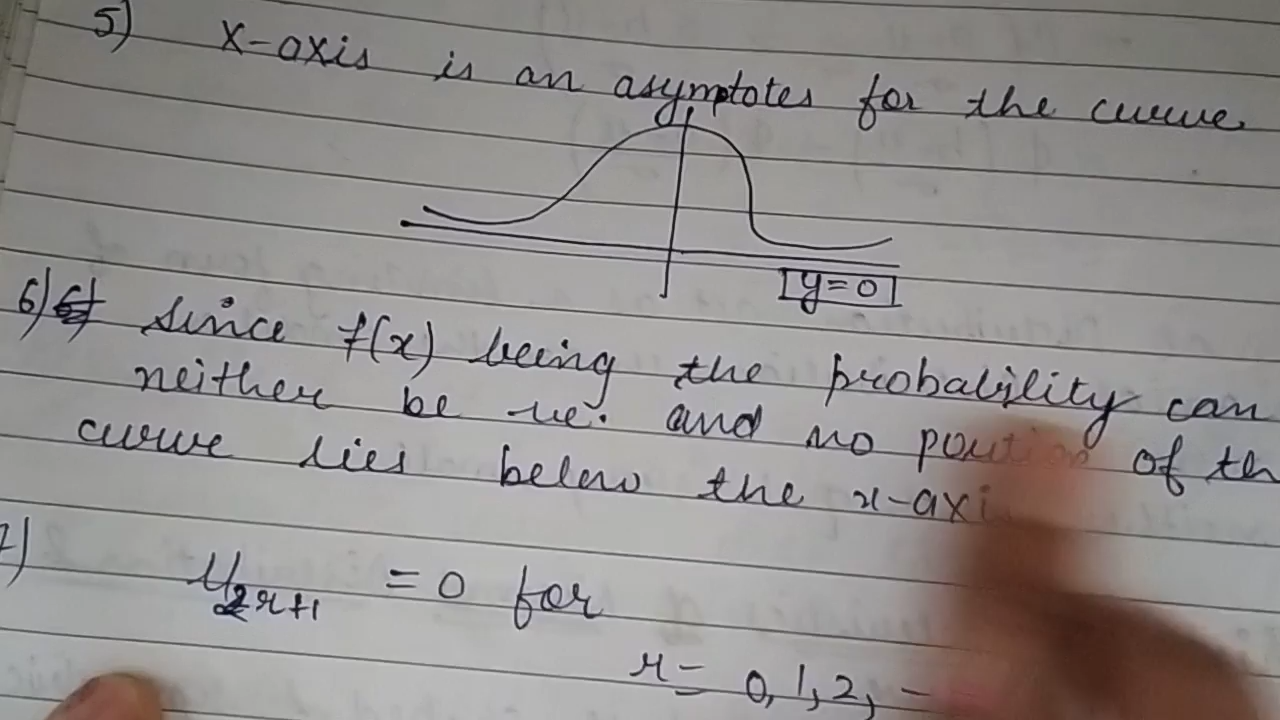 5) X-axis is an asymptotes for the curve.
y=0
6) Since f(x) being the probability can
neither be -ve. and no portion of th
curve lies below the x-axis
7) μ2r+1 = 0 for
r = 0, 1, 2, -